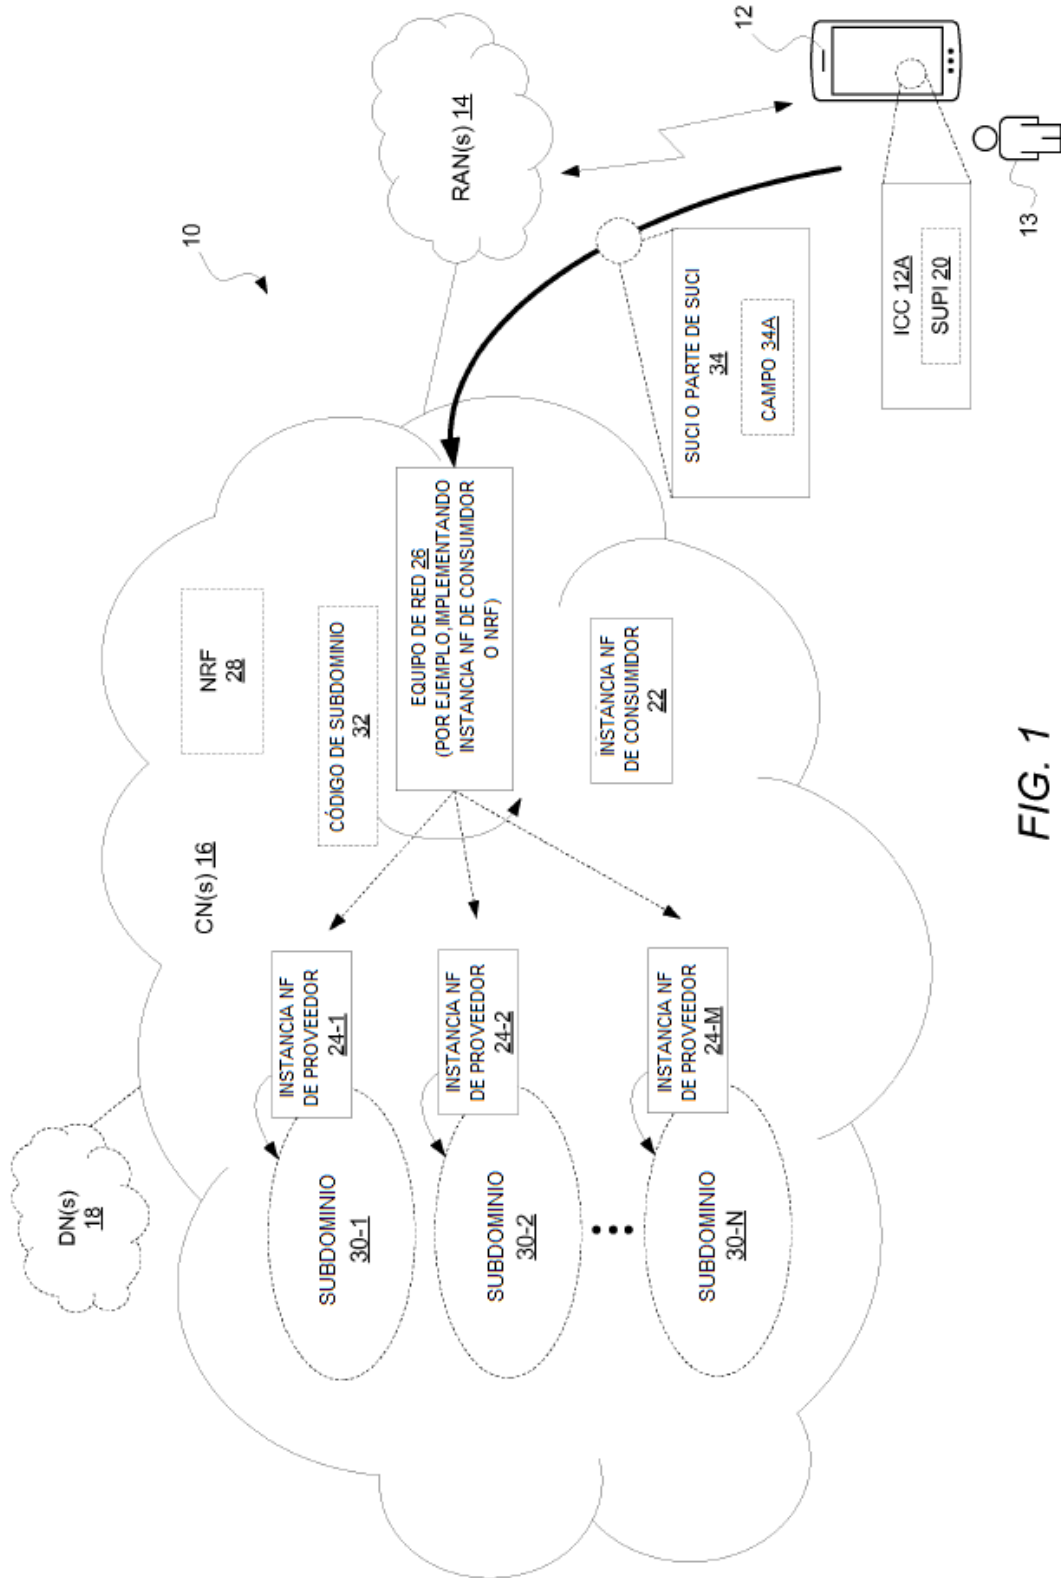 10
DN(s)
18
CN(s) 16
NRF
28
RAN(s) 14
12
13
INSTANCIA NF
DE PROVEEDOR
24-1
SUBDOMINIO
30-1
INSTANCIA NF
DE PROVEEDOR
24-2
SUBDOMINIO
30-2
INSTANCIA NF
DE PROVEEDOR
24-M
SUBDOMINIO
30-N
CÓDIGO DE SUBDOMINIO
32
EQUIPO DE RED 26
(POR EJEMPLO,IMPLEMENTANDO
INSTANCIA NF DE CONSUMIDOR
O NRF)
INSTANCIA NF
DE CONSUMIDOR
22
SUCI O PARTE DE SUCI
34
CAMPO 34A
ICC 12A
SUPI 20
FIG. 1